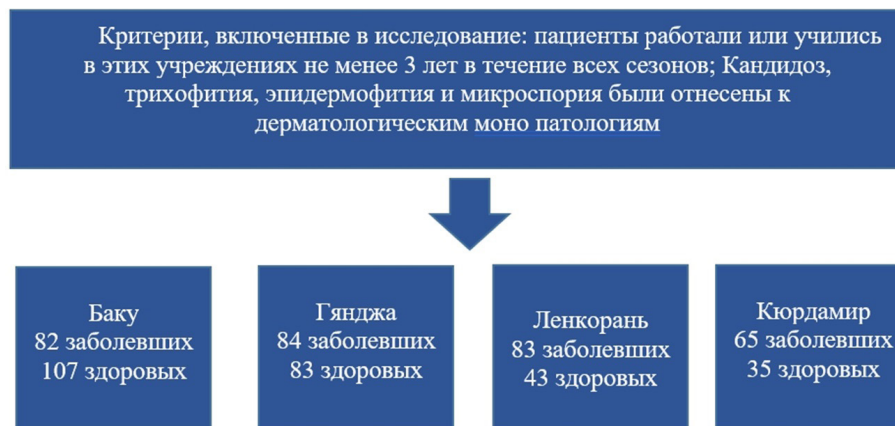 Критерии, включенные в исследование: пациенты работали или учились
в этих учреждениях не менее 3 лет в течение всех сезонов; Кандидоз,
трихофития, эпидермофития и микроспория были отнесены к
дерматологическим моно патологиям
Баку
82 заболевших
107 здоровых
Гянджа
84 заболевших
83 здоровых
Ленкорань
83 заболевших
43 здоровых
Кюрдамир
65 заболевших
35 здоровых